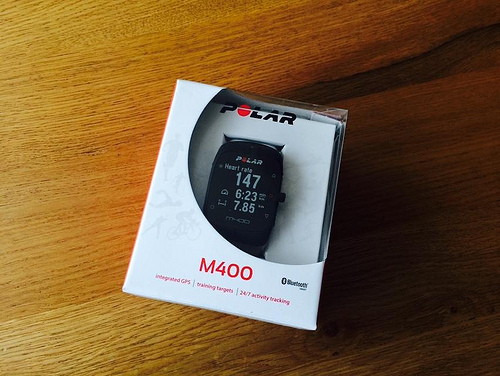 POLAR
POLAR
Heart rate
147
6:23
7.85
M400
M400
integrated GPS | training targets | 24/7 activity tracking
Bluetooth